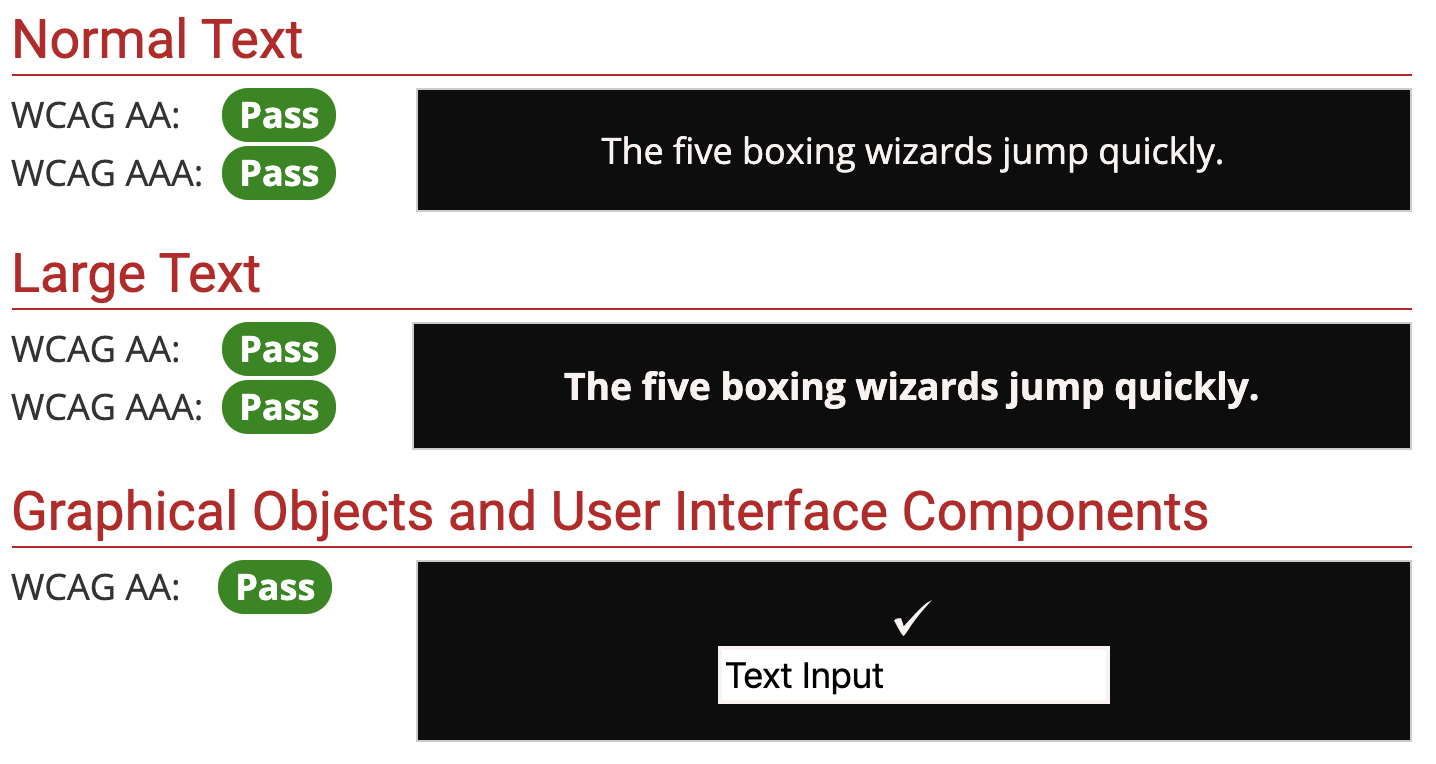 Normal Text
WCAG AA: Pass
WCAG AAA: Pass
The five boxing wizards jump quickly.
Large Text
WCAG AA: Pass
WCAG AAA: Pass
The five boxing wizards jump quickly.
Graphical Objects and User Interface Components
WCAG AA: Pass
✓
Text Input